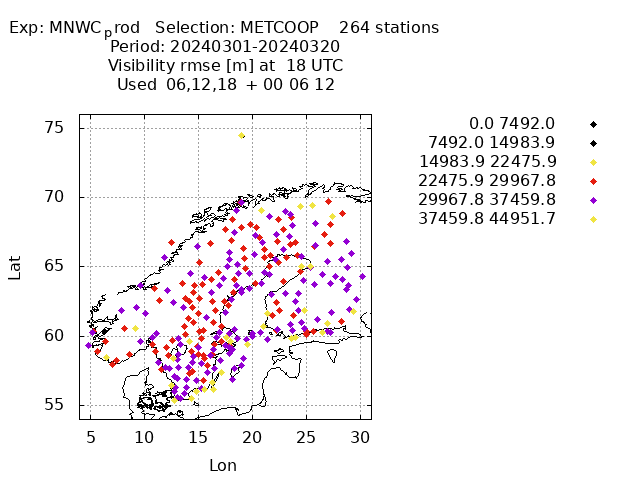 Exp: MNWCprod   Selection: METCOOP    264 stations
Period: 20240301-20240320
Visibility rmse [m] at  18 UTC
Used  06,12,18  + 00 06 12
0.0 7492.0
7492.0 14983.9
14983.9 22475.9
22475.9 29967.8
29967.8 37459.8
37459.8 44951.7
75
70
65
60
55
Lat
5 10 15 20 25 30
Lon